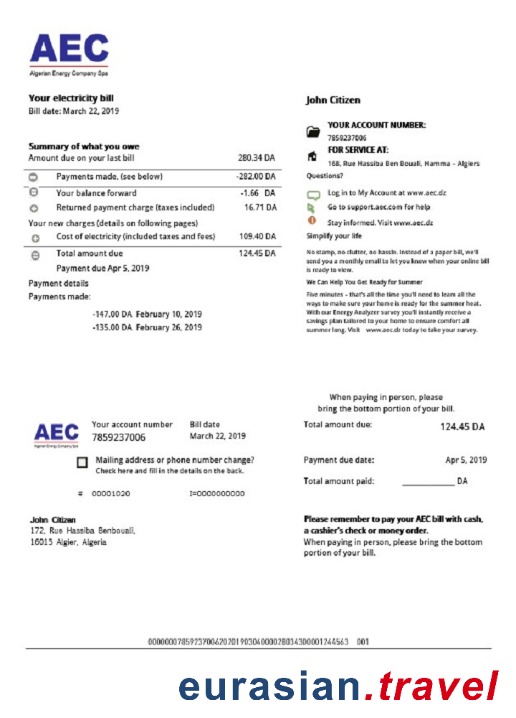 AEC
Algerian Energy Company Spa
Your electricity bill
Bill date: March 22, 2019
Summary of what you owe
Amount due on your last bill 280.34 DA
Payments made, (see below) -282.00 DA
Your balance forward -1.66 DA
Returned payment charge (taxes included) 16.71 DA
Your new charges (details on following pages)
Cost of electricity (included taxes and fees) 109.40 DA
Total amount due 124.45 DA
Payment due Apr 5, 2019
Payment details
Payments made:
-147.00 DA February 10, 2019
-135.00 DA February 26, 2019
John Citizen
YOUR ACCOUNT NUMBER:
7859237006
FOR SERVICE AT:
168, Rue Hassiba Ben Bouali, Hamma - Algiers
Questions?
Log in to My Account at www.aec.dz
Go to support.aec.com for help
Stay informed. Visit www.aec.dz
Simplify your life
No stamp, no clutter, no hassle. Instead of a paper bill, we'll
send you a monthly email to let you know when your online bill
is ready to view.
We Can Help You Get Ready for Summer
Five minutes - that's all the time you'll need to learn all the
ways to make sure your home is ready for the summer heat.
With our Energy Analyzer survey you'll instantly receive a
savings plan tailored to your home to ensure comfort all
summer long. Visit www.aec.dz today to take your survey.
AEC
Algerian Energy Company Spa
Your account number Bill date
7859237006 March 22, 2019
Mailing address or phone number change?
Check here and fill in the details on the back.
# 00001020 I=0000000000
John Citizen
172, Rue Hassiba Benbouali,
16015 Algier, Algeria
When paying in person, please
bring the bottom portion of your bill.
Total amount due: 124.45 DA
Payment due date: Apr 5, 2019
Total amount paid: DA
Please remember to pay your AEC bill with cash,
a cashier's check or money order.
When paying in person, please bring the bottom
portion of your bill.
001
eurasian.travel